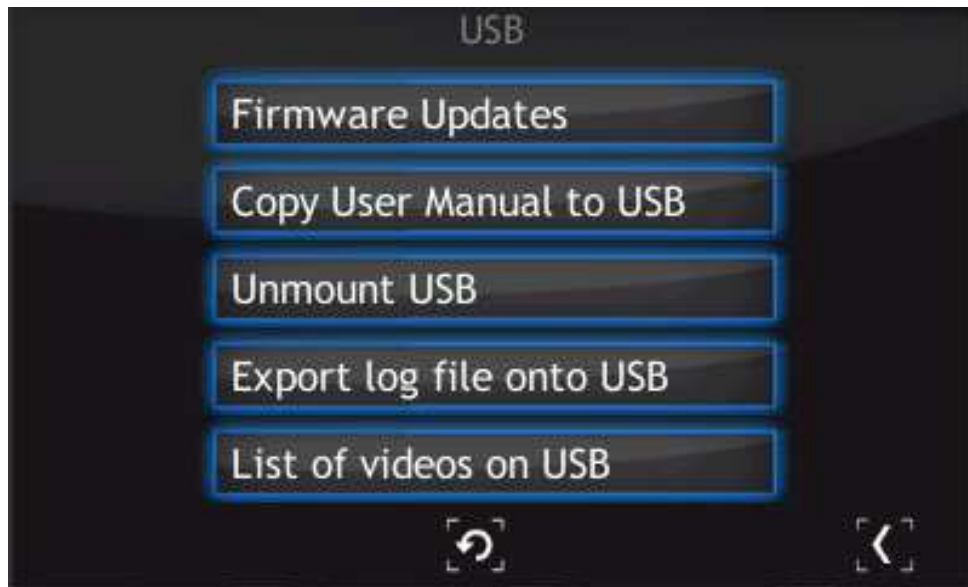 USB
Firmware Updates
Copy User Manual to USB
Unmount USB
Export log file onto USB
List of videos on USB